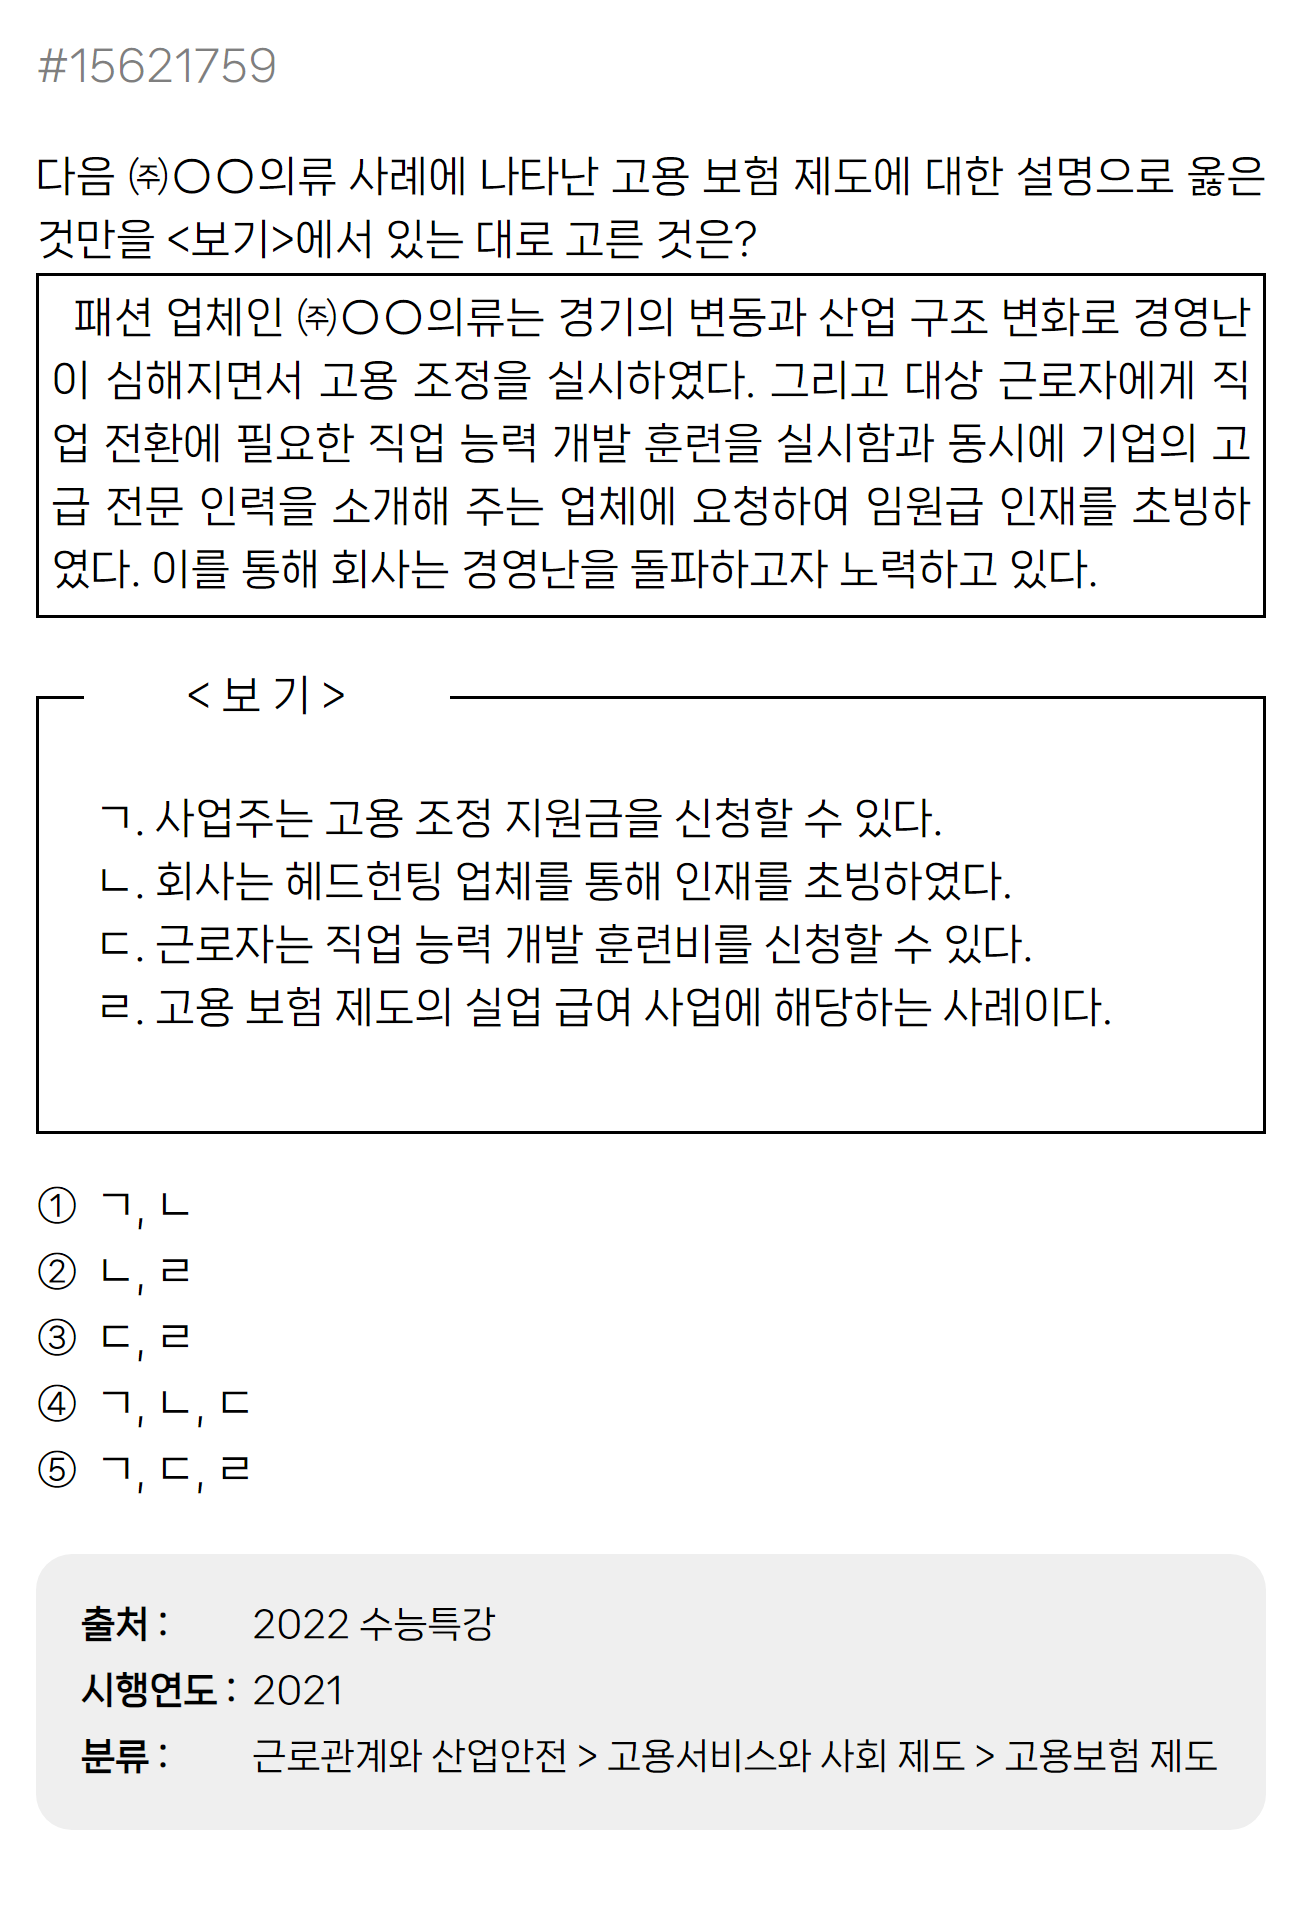 #15621759
다음 ㈜〇〇의류 사례에 나타난 고용 보험 제도에 대한 설명으로 옳은
것만을 <보기>에서 있는 대로 고른 것은?
패션 업체인 ㈜〇〇의류는 경기의 변동과 산업 구조 변화로 경영난
이 심해지면서 고용 조정을 실시하였다. 그리고 대상 근로자에게 직
업 전환에 필요한 직업 능력 개발 훈련을 실시함과 동시에 기업의 고
급 전문 인력을 소개해 주는 업체에 요청하여 임원급 인재를 초빙하
였다. 이를 통해 회사는 경영난을 돌파하고자 노력하고 있다.
< 보 기 >
ㄱ. 사업주는 고용 조정 지원금을 신청할 수 있다.
ㄴ. 회사는 헤드헌팅 업체를 통해 인재를 초빙하였다.
ㄷ. 근로자는 직업 능력 개발 훈련비를 신청할 수 있다.
ㄹ. 고용 보험 제도의 실업 급여 사업에 해당하는 사례이다.
① ㄱ, ㄴ
② ㄴ, ㄹ
③ ㄷ, ㄹ
④ ㄱ, ㄴ, ㄷ
⑤ ㄱ, ㄷ, ㄹ
출처 : 2022 수능특강
시행연도 : 2021
분류 : 근로관계와 산업안전 > 고용서비스와 사회 제도 > 고용보험 제도